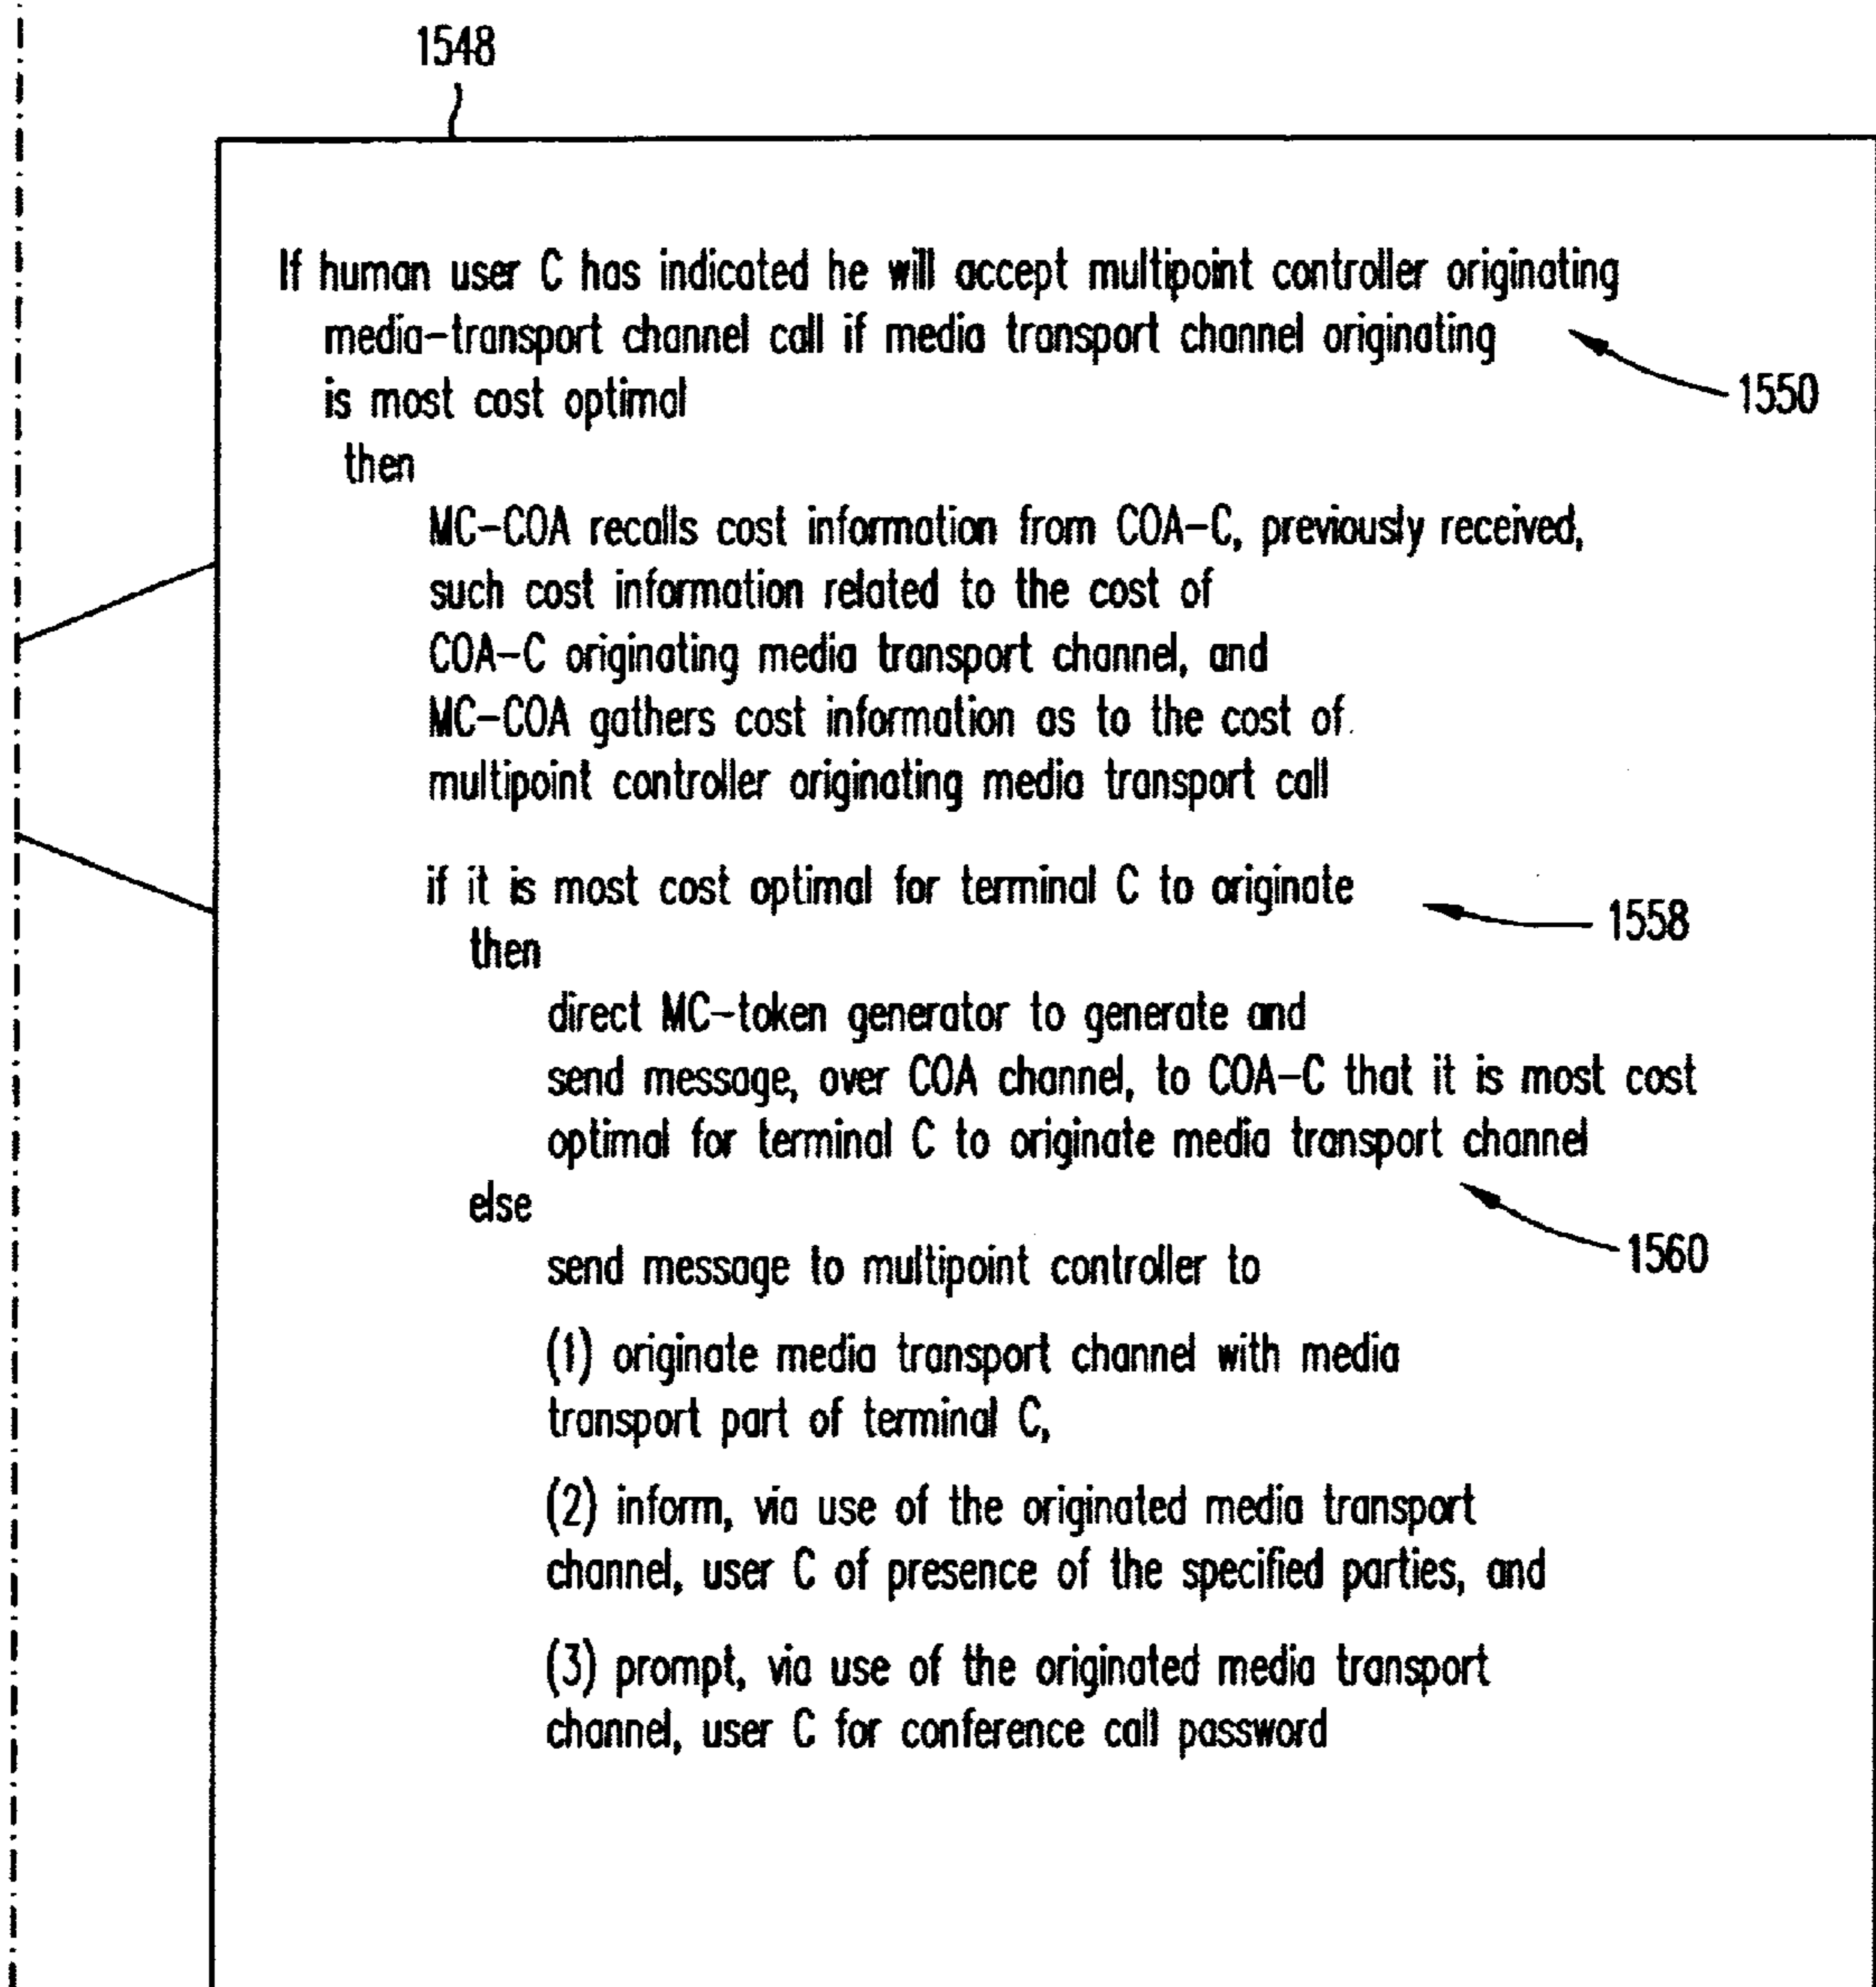 1548
If human user C has indicated he will accept multipoint controller originating
media-transport channel call if media transport channel originating
is most cost optimal
1550
then
MC-COA recalls cost information from COA-C, previously received,
such cost information related to the cost of
COA-C originating media transport channel, and
MC-COA gathers cost information as to the cost of
multipoint controller originating media transport call
if it is most cost optimal for terminal C to originate
1558
then
direct MC-token generator to generate and
send message, over COA channel, to COA-C that it is most cost
optimal for terminal C to originate media transport channel
else
1560
send message to multipoint controller to
(1) originate media transport channel with media
transport part of terminal C,
(2) inform, via use of the originated media transport
channel, user C of presence of the specified parties, and
(3) prompt, via use of the originated media transport
channel, user C for conference call password